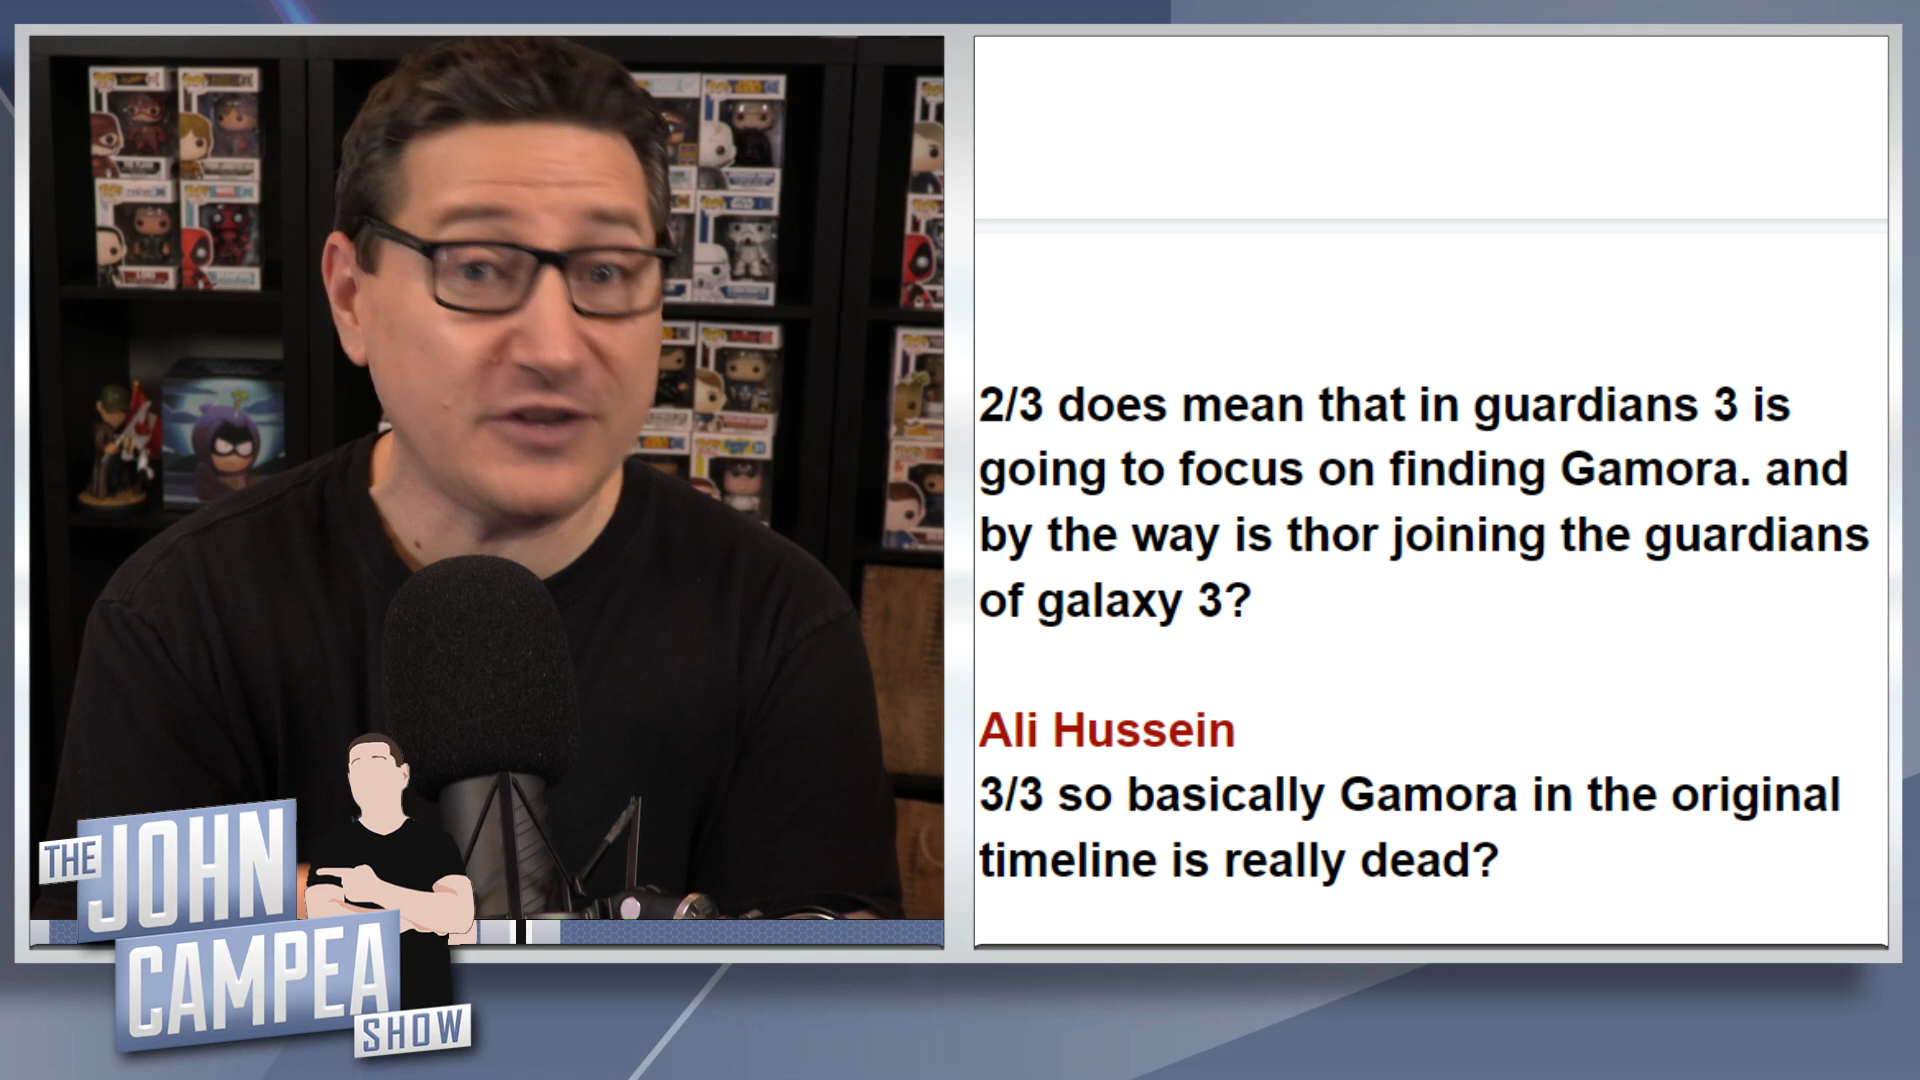 2/3 does mean that in guardians 3 is
going to focus on finding Gamora. and
by the way is thor joining the guardians
of galaxy 3?
Ali Hussein
3/3 so basically Gamora in the original
timeline is really dead?
THE
JOHN
CAMPEA
SHOW